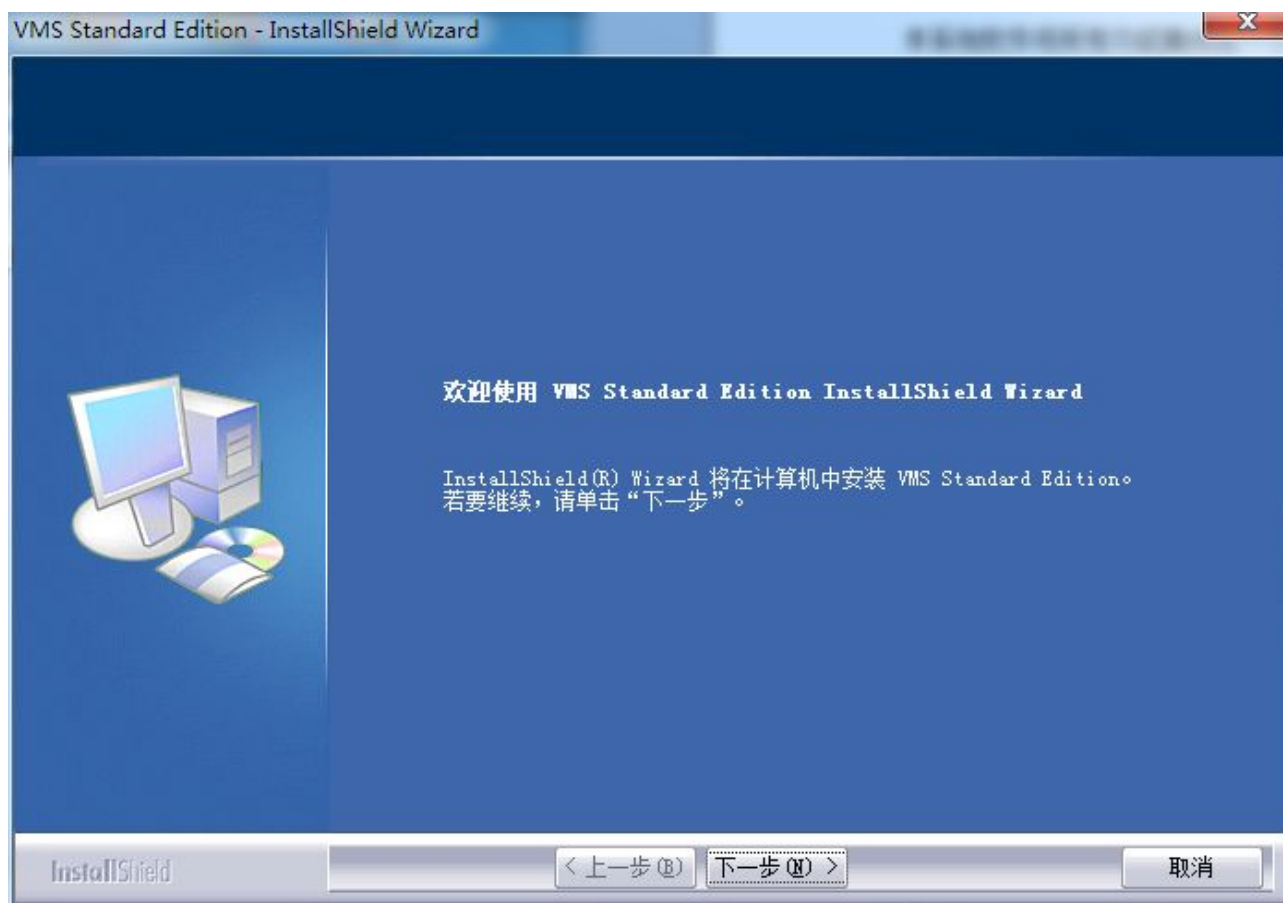 VMS Standard Edition - InstallShield Wizard
欢迎使用 VMS Standard Edition InstallShield Wizard
InstallShield(R) Wizard 将在计算机中安装 VMS Standard Edition。
若要继续，请单击“下一步”。
InstallShield
< 上一步(B) 下一步(N) > 取消